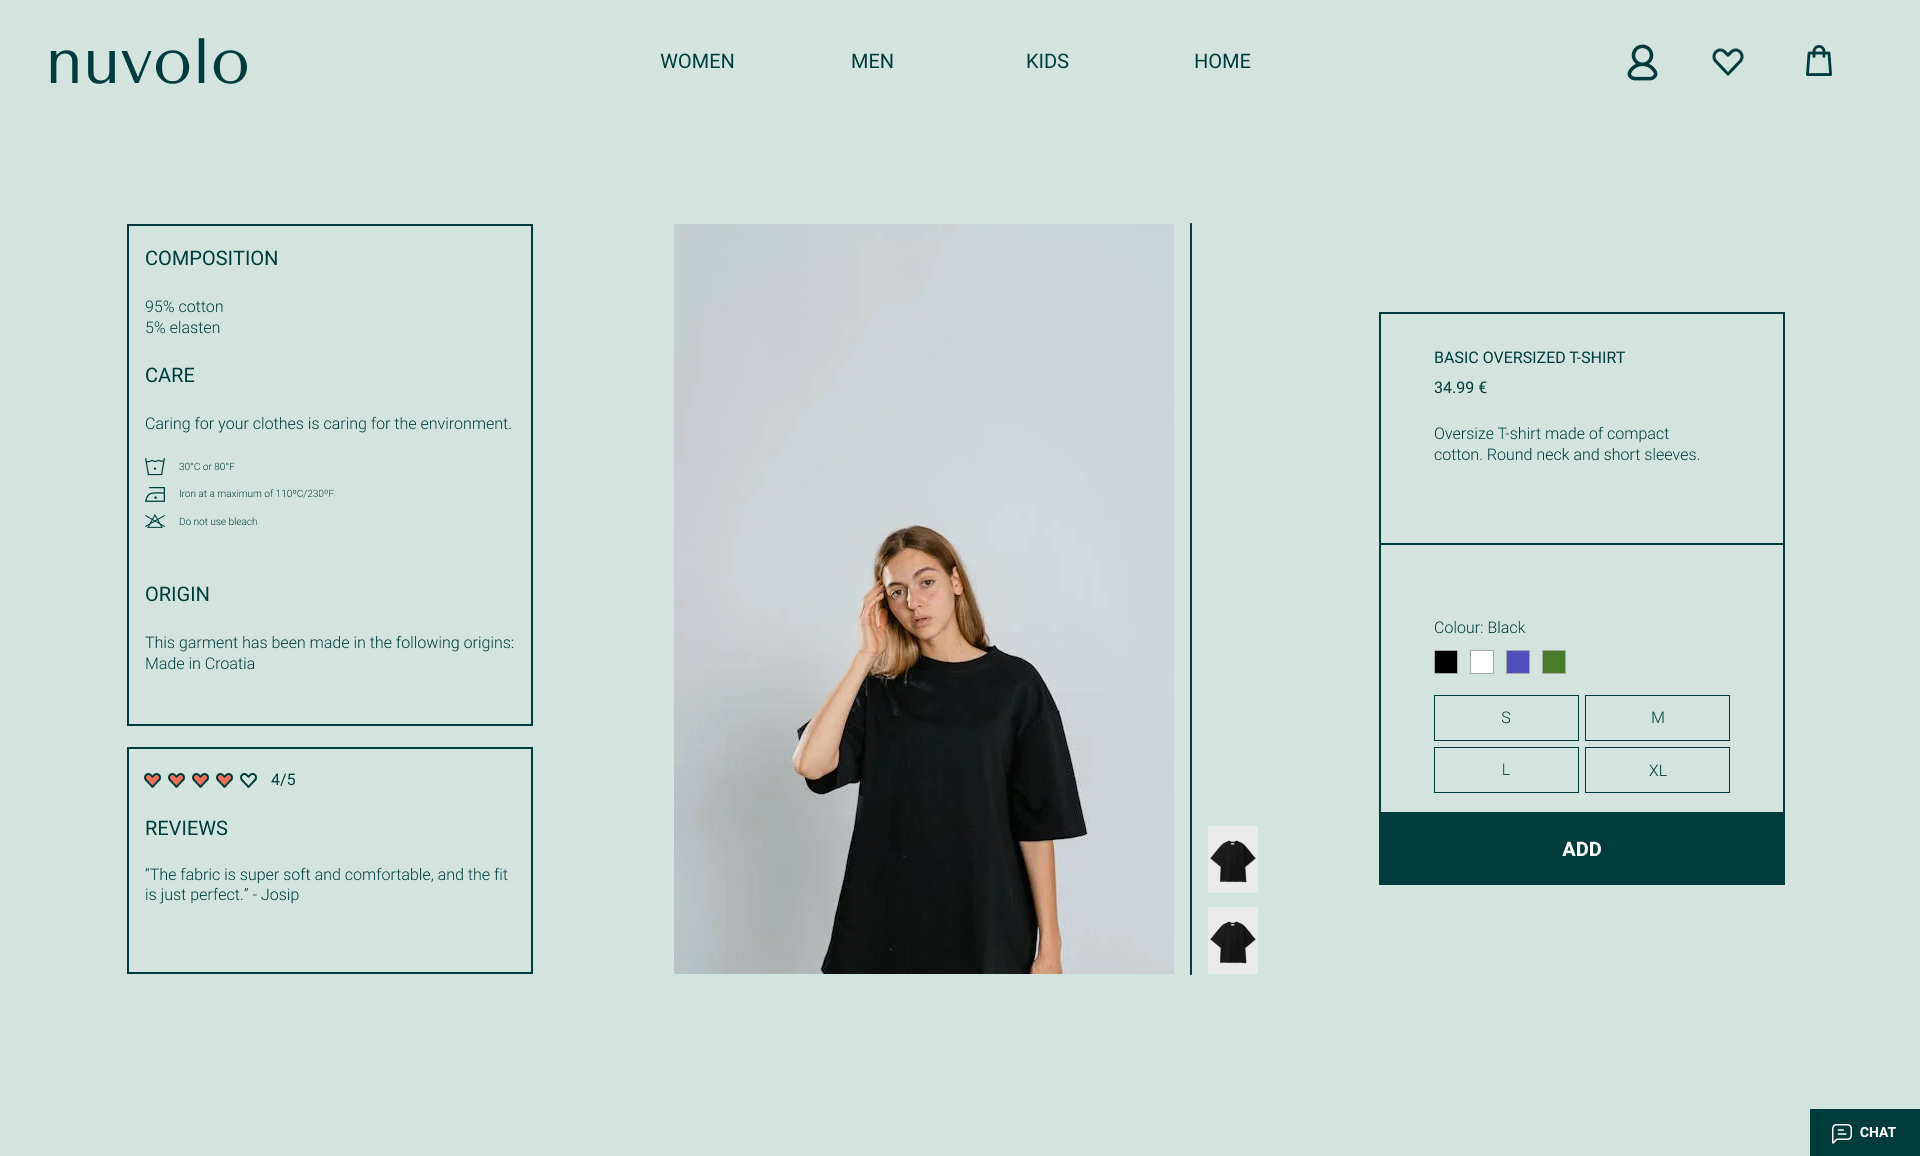 nuvolo
WOMEN
MEN
KIDS
HOME
COMPOSITION
95% cotton
5% elasten
CARE
Caring for your clothes is caring for the environment.
30°C or 80°F
Iron at a maximum of 110ºC/230ºF
Do not use bleach
ORIGIN
This garment has been made in the following origins:
Made in Croatia
4/5
REVIEWS
“The fabric is super soft and comfortable, and the fit
is just perfect.” - Josip
BASIC OVERSIZED T-SHIRT
34.99 €
Oversize T-shirt made of compact
cotton. Round neck and short sleeves.
Colour: Black
S
M
L
XL
ADD
CHAT